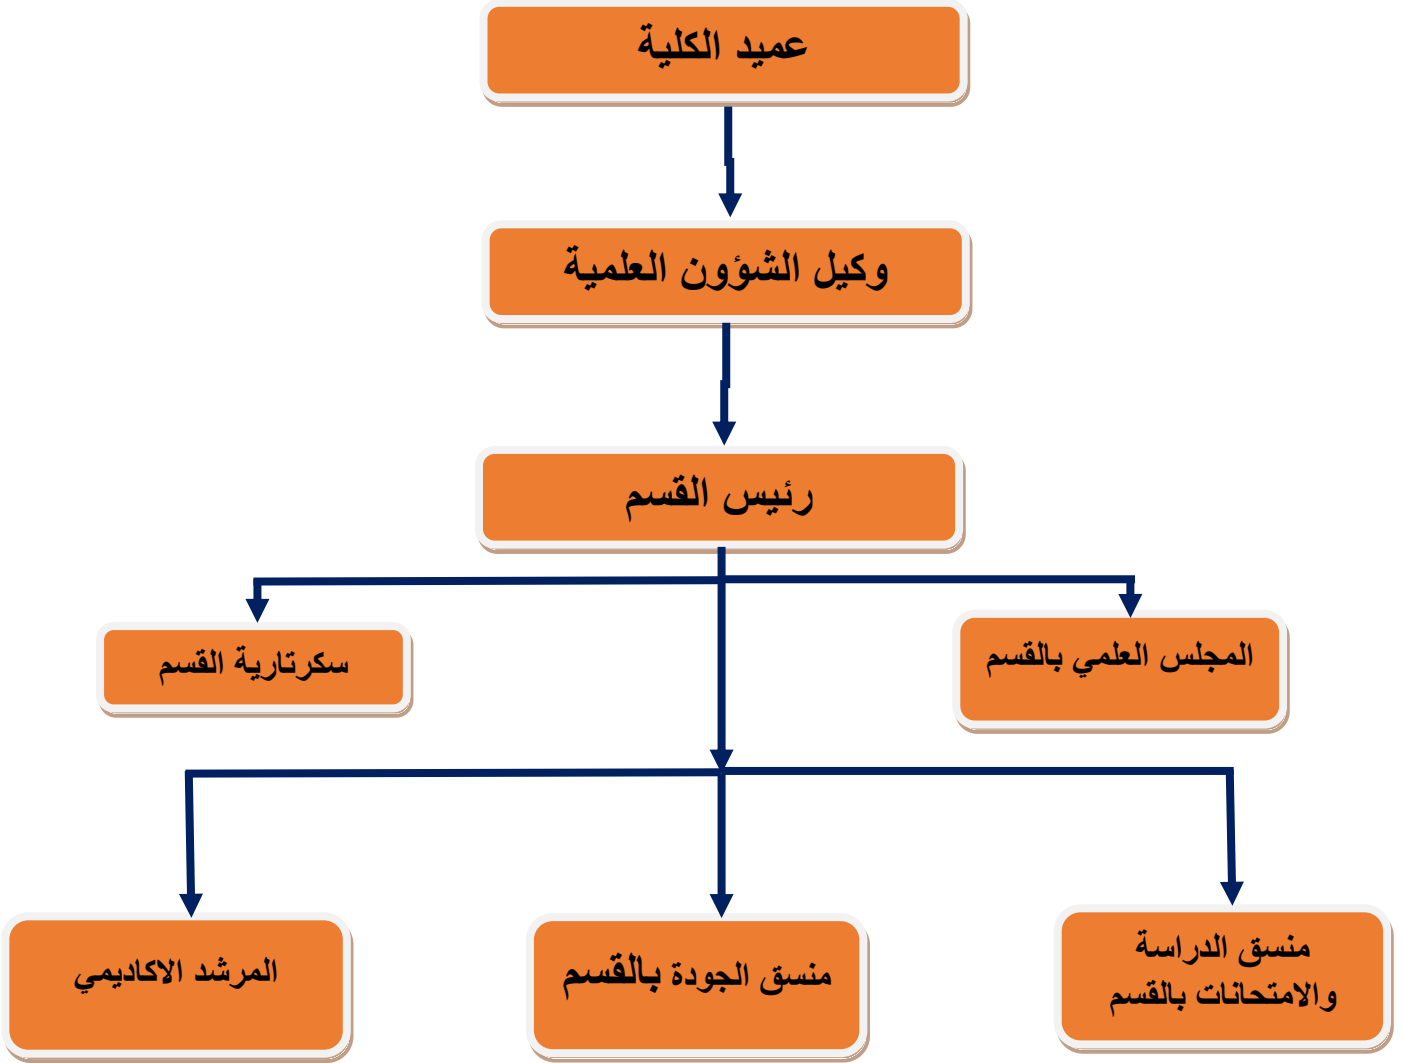 عميد الكلية
وكيل الشؤون العلمية
رئيس القسم
المجلس العلمي بالقسم
سكرتارية القسم
منسق الدراسة
والامتحانات بالقسم
منسق الجودة بالقسم
المرشد الاكاديمي